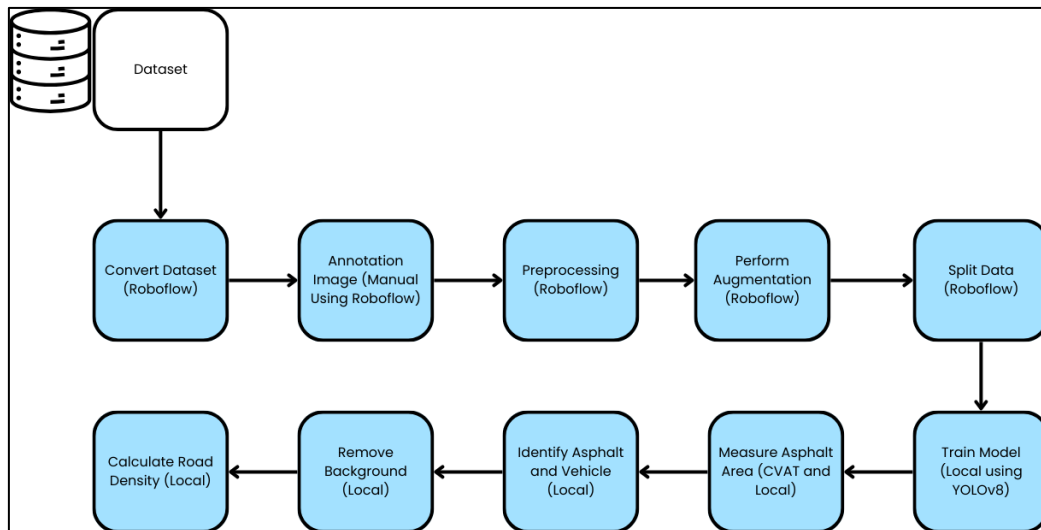 Dataset
Convert Dataset
(Roboflow)
Annotation
Image (Manual
Using Roboflow)
Preprocessing
(Roboflow)
Perform
Augmentation
(Roboflow)
Split Data
(Roboflow)
Train Model
(Local using
YOLOv8)
Measure Asphalt
Area (CVAT and
Local)
Identify Asphalt
and Vehicle
(Local)
Remove
Background
(Local)
Calculate Road
Density (Local)